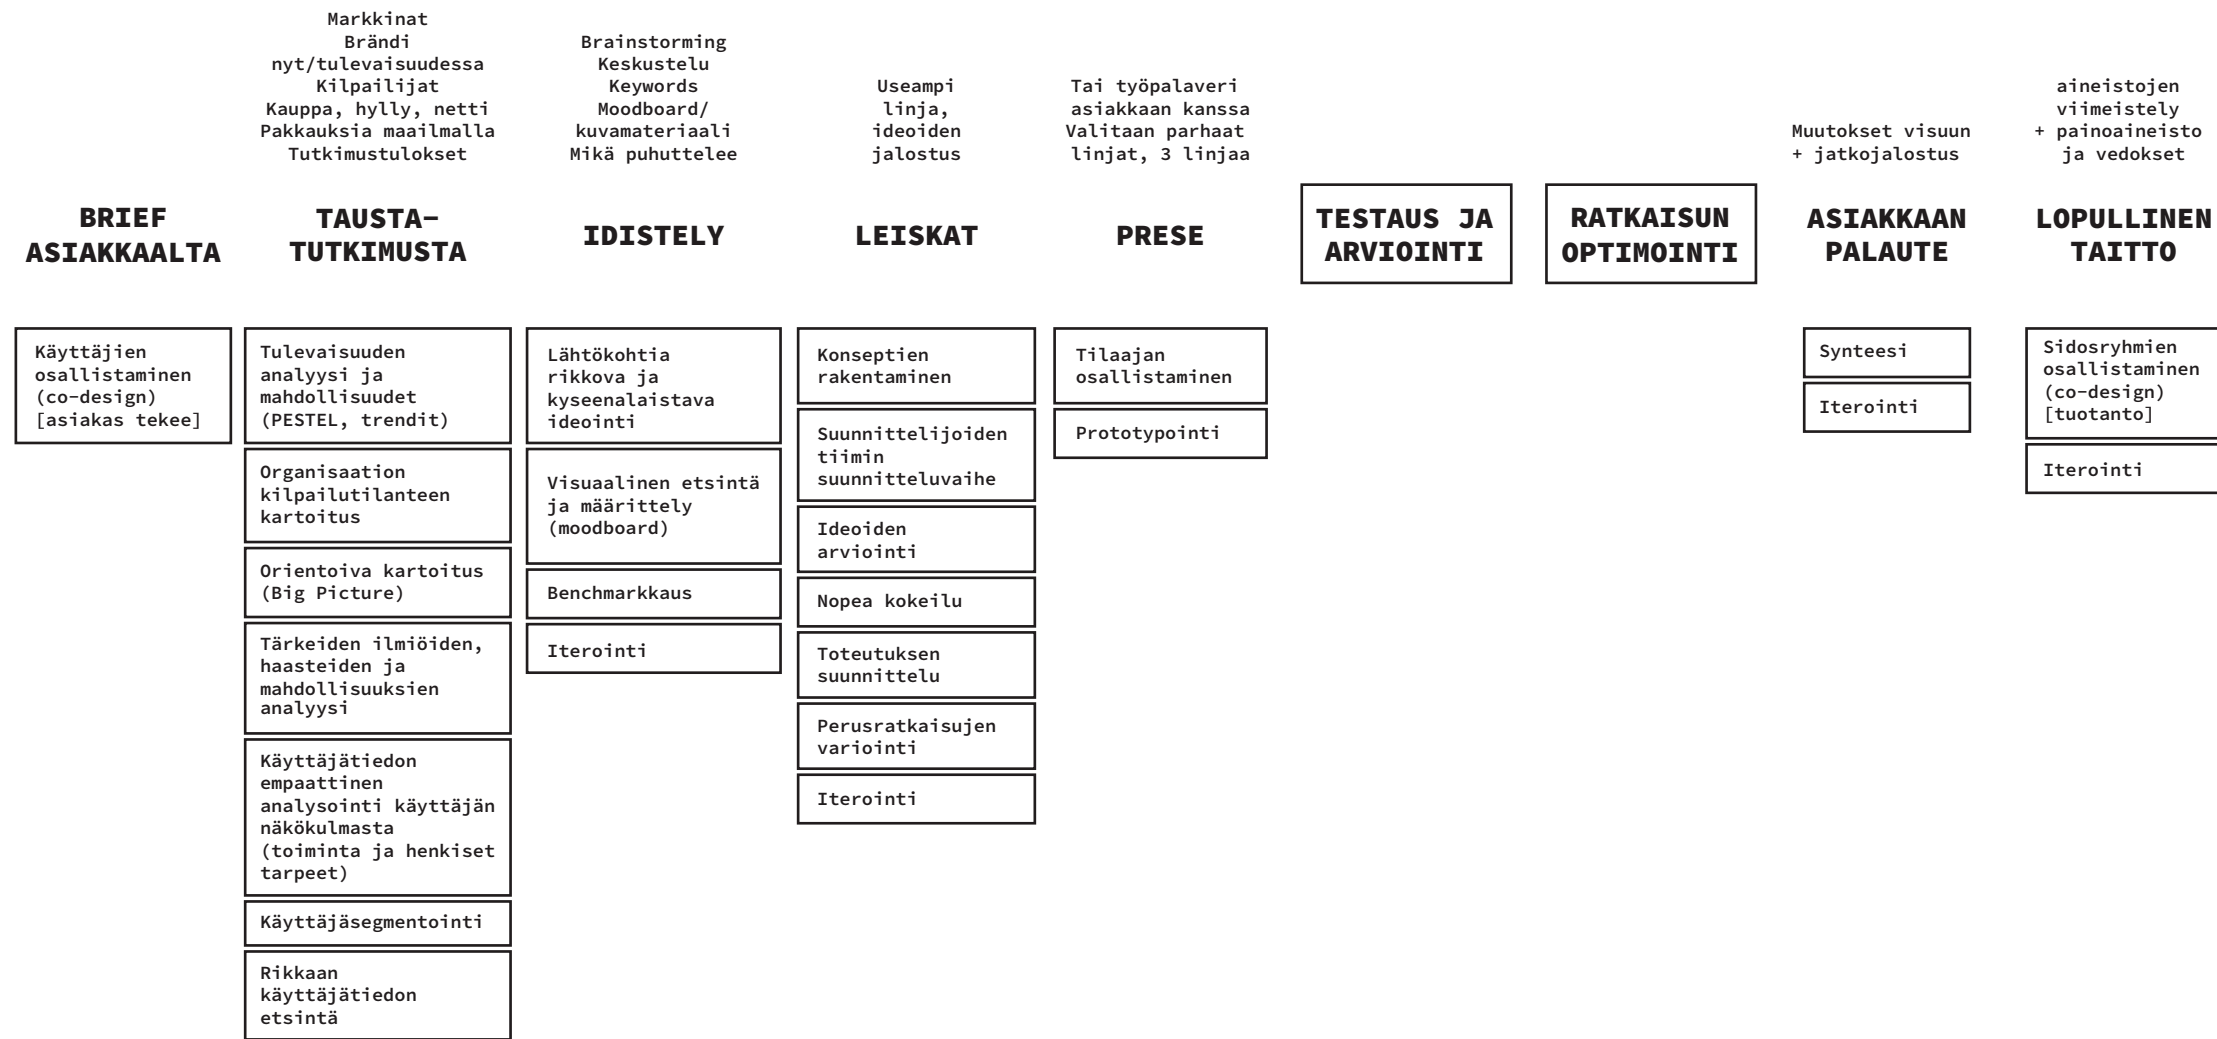 Markkinat
Brändi
nyt/tulevaisuudessa
Kilpailijat
Kauppa, hylly, netti
Pakkauksia maailmalla
Tutkimustulokset
Brainstorming
Keskustelu
Keywords
Moodboard/
kuvamateriaali
Mikä puhuttelee
Useampi
linja,
ideoiden
jalostus
Tai työpalaveri
asiakkaan kanssa
Valitaan parhaat
linjat, 3 linjaa
Muutokset visuun
+ jatkojalostus
aineistojen
viimeistely
+ painoaineisto
ja vedokset
BRIEF
ASIAKKAALTA
TAUSTA-
TUTKIMUSTA
IDISTELY
LEISKAT
PRESE
TESTAUS JA
ARVIOINTI
RATKAISUN
OPTIMOINTI
ASIAKKAAN
PALAUTE
LOPULLINEN
TAITTO
Käyttäjien
osallistaminen
(co-design)
[asiakas tekee]
Tulevaisuuden
analyysi ja
mahdollisuudet
(PESTEL, trendit)
Organisaation
kilpailutilanteen
kartoitus
Orientoiva kartoitus
(Big Picture)
Tärkeiden ilmiöiden,
haasteiden ja
mahdollisuuksien
analyysi
Käyttäjätiedon
empaattinen
analysointi käyttäjän
näkökulmasta
(toiminta ja henkiset
tarpeet)
Käyttäjäsegmentointi
Rikkaan
käyttäjätiedon
etsintä
Lähtökohtia
rikkova ja
kyseenalaistava
ideointi
Visuaalinen etsintä
ja määrittely
(moodboard)
Benchmarkkaus
Iterointi
Konseptien
rakentaminen
Suunnittelijoiden
tiimin
suunnitteluvaihe
Ideoiden
arviointi
Nopea kokeilu
Toteutuksen
suunnittelu
Perusratkaisujen
variointi
Iterointi
Tilaajan
osallistaminen
Prototypointi
Synteesi
Iterointi
Sidosryhmien
osallistaminen
(co-design)
[tuotanto]
Iterointi